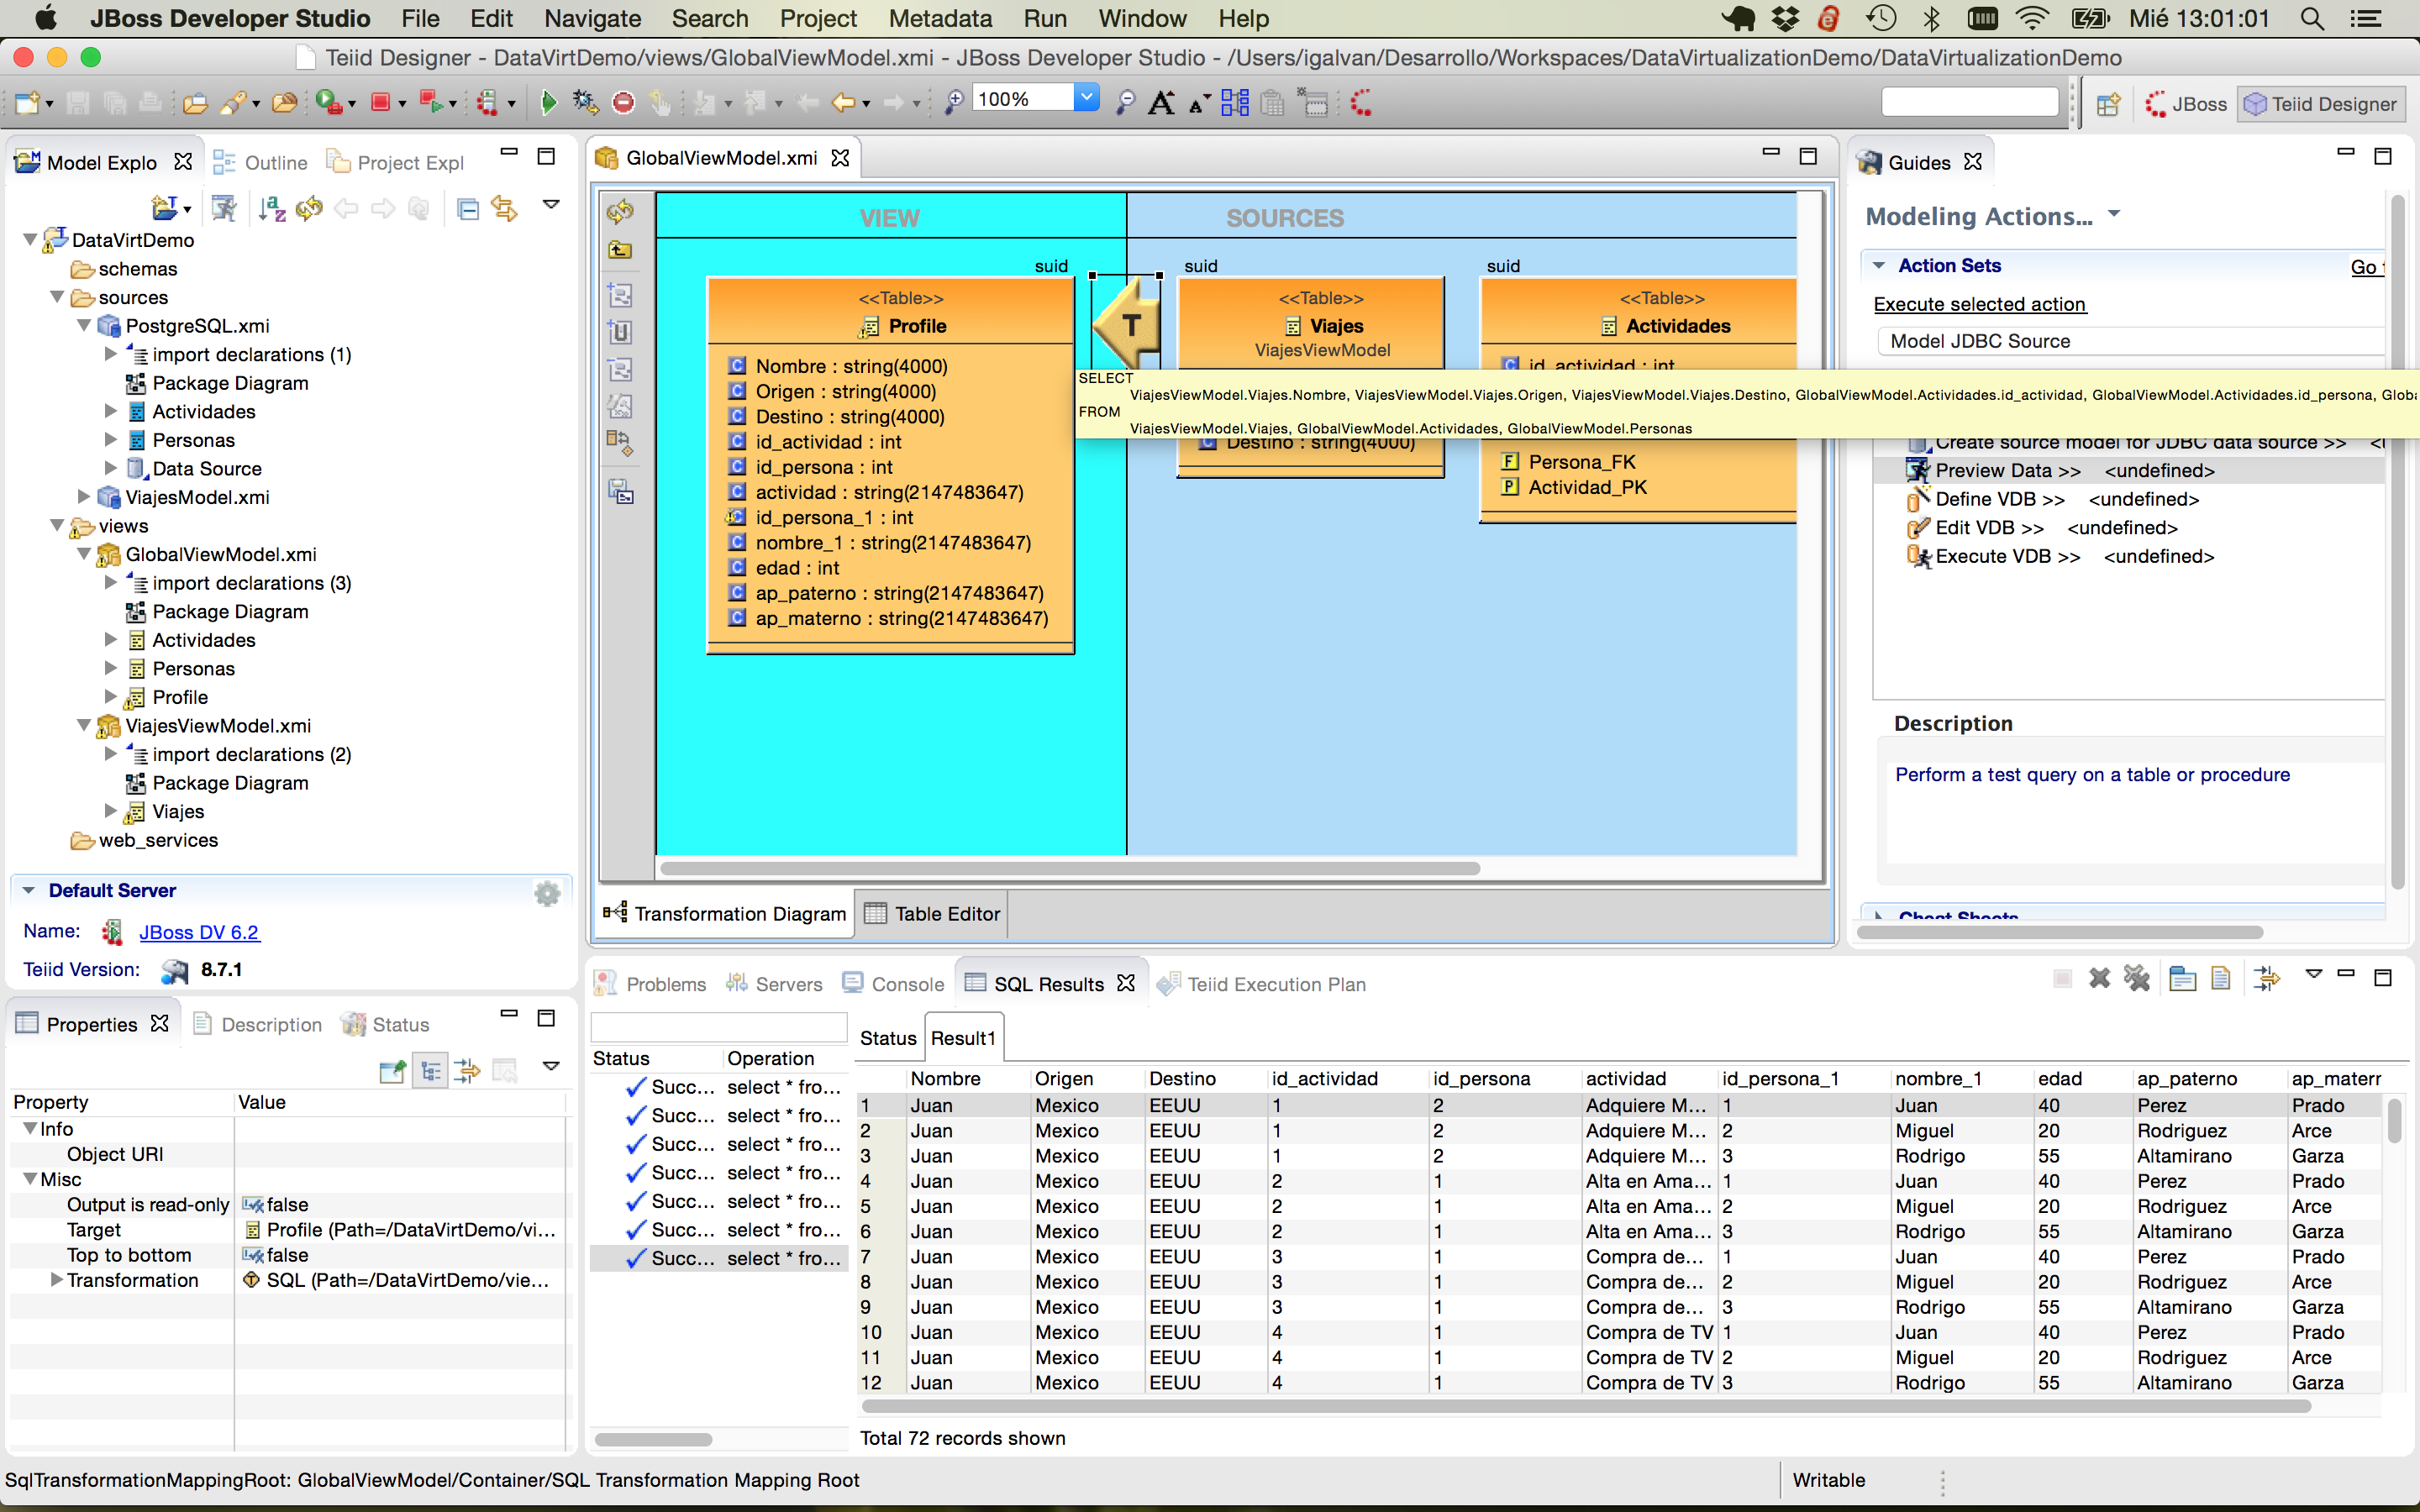 JBoss Developer Studio File Edit Navigate Search Project Metadata Run Window Help Mié 13:01:01
Teiid Designer - DataVirtDemo/views/GlobalViewModel.xmi - JBoss Developer Studio - /Users/igalvan/Desarrollo/Workspaces/DataVirtualizationDemo/DataVirtualizationDemo
100% JBoss Teiid Designer
Model Explo Outline Project Expl
DataVirtDemo
schemas
sources
PostgreSQL.xmi
import declarations (1)
Package Diagram
Actividades
Personas
Data Source
ViajesModel.xmi
views
GlobalViewModel.xmi
import declarations (3)
Package Diagram
Actividades
Personas
Profile
ViajesViewModel.xmi
import declarations (2)
Package Diagram
Viajes
web_services
Default Server
Name: JBoss DV 6.2
Teiid Version: 8.7.1
GlobalViewModel.xmi
VIEW SOURCES
suid suid suid
<<Table>>
Profile
Nombre : string(4000)
Origen : string(4000)
Destino : string(4000)
id_actividad : int
id_persona : int
actividad : string(2147483647)
id_persona_1 : int
nombre_1 : string(2147483647)
edad : int
ap_paterno : string(2147483647)
ap_materno : string(2147483647)
T
<<Table>>
Viajes
ViajesViewModel
Destino : string(4000)
<<Table>>
Actividades
id_actividad : int
Persona_FK
Actividad_PK
SELECT
ViajesViewModel.Viajes.Nombre, ViajesViewModel.Viajes.Origen, ViajesViewModel.Viajes.Destino, GlobalViewModel.Actividades.id_actividad, GlobalViewModel.Actividades.id_persona, Globa
FROM
ViajesViewModel.Viajes, GlobalViewModel.Actividades, GlobalViewModel.Personas
Transformation Diagram Table Editor
Guides
Modeling Actions...
Action Sets Go
Execute selected action
Model JDBC Source
Create source model for JDBC data source >>
Preview Data >> <undefined>
Define VDB >> <undefined>
Edit VDB >> <undefined>
Execute VDB >> <undefined>
Description
Perform a test query on a table or procedure
Cheat Sheets
Properties Description Status
Property Value
Info
Object URI
Misc
Output is read-only false
Target Profile (Path=/DataVirtDemo/vi...
Top to bottom false
Transformation SQL (Path=/DataVirtDemo/vie...
Problems Servers Console SQL Results Teiid Execution Plan
Status Operation
Succ... select * fro...
Succ... select * fro...
Succ... select * fro...
Succ... select * fro...
Succ... select * fro...
Succ... select * fro...
Succ... select * fro...
Status Result1
Nombre Origen Destino id_actividad id_persona actividad id_persona_1 nombre_1 edad ap_paterno ap_materr
1 Juan Mexico EEUU 1 2 Adquiere M... 1 Juan 40 Perez Prado
2 Juan Mexico EEUU 1 2 Adquiere M... 2 Miguel 20 Rodriguez Arce
3 Juan Mexico EEUU 1 2 Adquiere M... 3 Rodrigo 55 Altamirano Garza
4 Juan Mexico EEUU 2 1 Alta en Ama... 1 Juan 40 Perez Prado
5 Juan Mexico EEUU 2 1 Alta en Ama... 2 Miguel 20 Rodriguez Arce
6 Juan Mexico EEUU 2 1 Alta en Ama... 3 Rodrigo 55 Altamirano Garza
7 Juan Mexico EEUU 3 1 Compra de... 1 Juan 40 Perez Prado
8 Juan Mexico EEUU 3 1 Compra de... 2 Miguel 20 Rodriguez Arce
9 Juan Mexico EEUU 3 1 Compra de... 3 Rodrigo 55 Altamirano Garza
10 Juan Mexico EEUU 4 1 Compra de TV 1 Juan 40 Perez Prado
11 Juan Mexico EEUU 4 1 Compra de TV 2 Miguel 20 Rodriguez Arce
12 Juan Mexico EEUU 4 1 Compra de TV 3 Rodrigo 55 Altamirano Garza
Total 72 records shown
SqlTransformationMappingRoot: GlobalViewModel/Container/SQL Transformation Mapping Root Writable